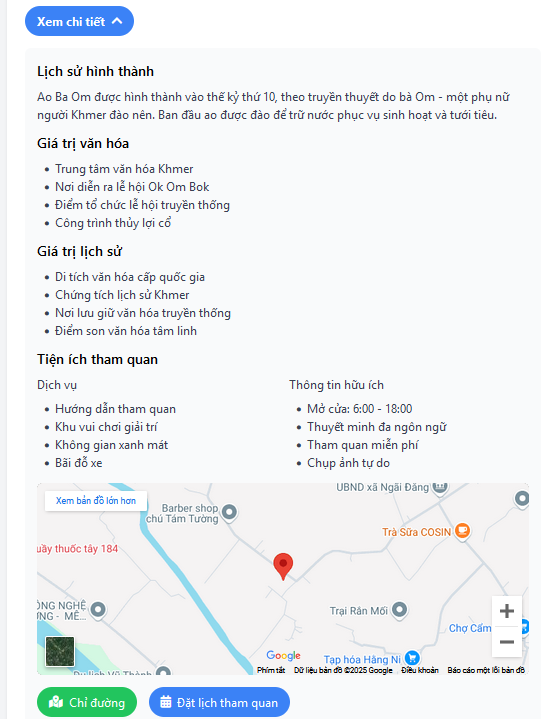 Xem chi tiết
Lịch sử hình thành
Ao Ba Om được hình thành vào thế kỷ thứ 10, theo truyền thuyết do bà Om - một phụ nữ
người Khmer đào nên. Ban đầu ao được đào để trữ nước phục vụ sinh hoạt và tưới tiêu.
Giá trị văn hóa
Trung tâm văn hóa Khmer
Nơi diễn ra lễ hội Ok Om Bok
Điểm tổ chức lễ hội truyền thống
Công trình thủy lợi cổ
Giá trị lịch sử
Di tích văn hóa cấp quốc gia
Chứng tích lịch sử Khmer
Nơi lưu giữ văn hóa truyền thống
Điểm son văn hóa tâm linh
Tiện ích tham quan
Dịch vụ
Hướng dẫn tham quan
Khu vui chơi giải trí
Không gian xanh mát
Bãi đỗ xe
Thông tin hữu ích
Mở cửa: 6:00 - 18:00
Thuyết minh đa ngôn ngữ
Tham quan miễn phí
Chụp ảnh tự do
Xem bản đồ lớn hơn
UBND xã Ngãi Đăng
Barber shop
chú Tám Tường
Trà Sữa COSIN
uầy thuốc tây 184
ÔNG NGHỆ
NG - MÊ...
Trại Rắn Mối
Chợ Cẩm
Google
Tạp hóa Hằng Ni
Du lịch Vũ Thành
Phím tắt
Dữ liệu bản đồ ©2025 Google
Điều khoản
Báo cáo một lỗi bản đồ
Chỉ đường
Đặt lịch tham quan